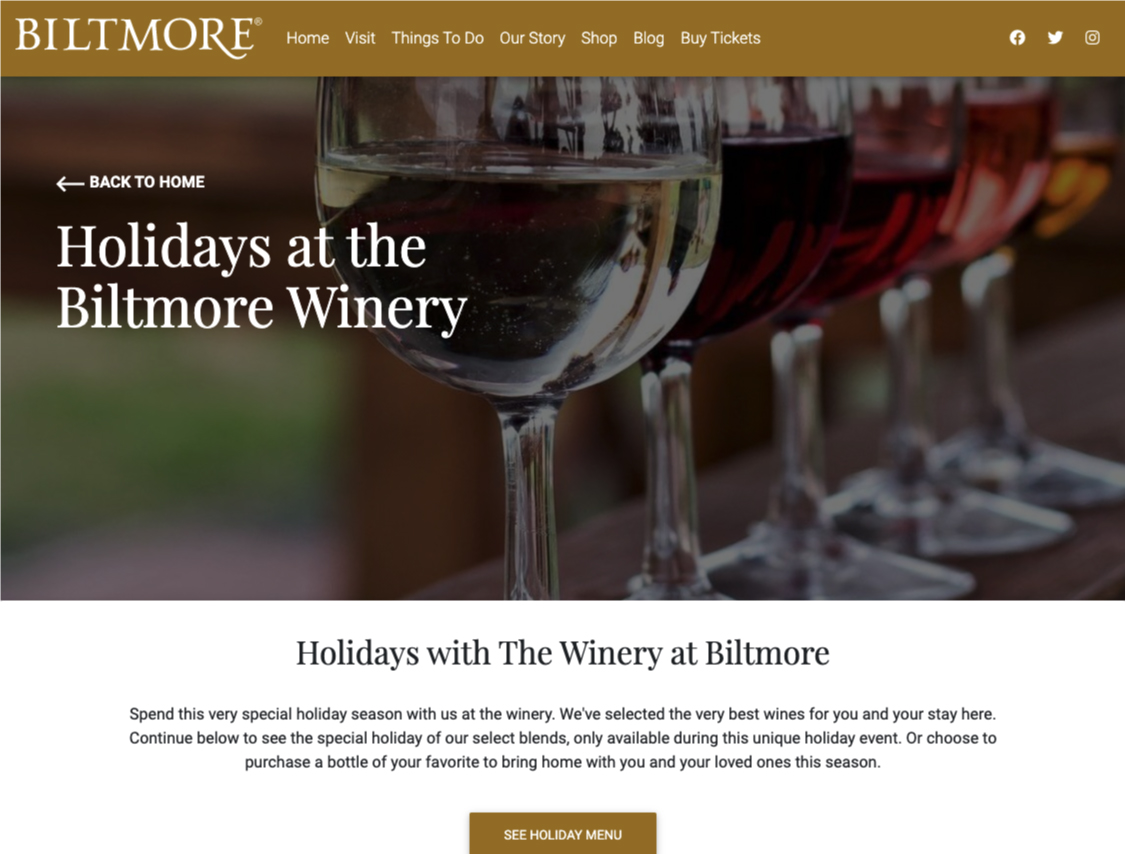 BILTMORE®
Home Visit Things To Do Our Story Shop Blog Buy Tickets
BACK TO HOME
Holidays at the
Biltmore Winery
Holidays with The Winery at Biltmore
Spend this very special holiday season with us at the winery. We've selected the very best wines for you and your stay here.
Continue below to see the special holiday of our select blends, only available during this unique holiday event. Or choose to
purchase a bottle of your favorite to bring home with you and your loved ones this season.
SEE HOLIDAY MENU